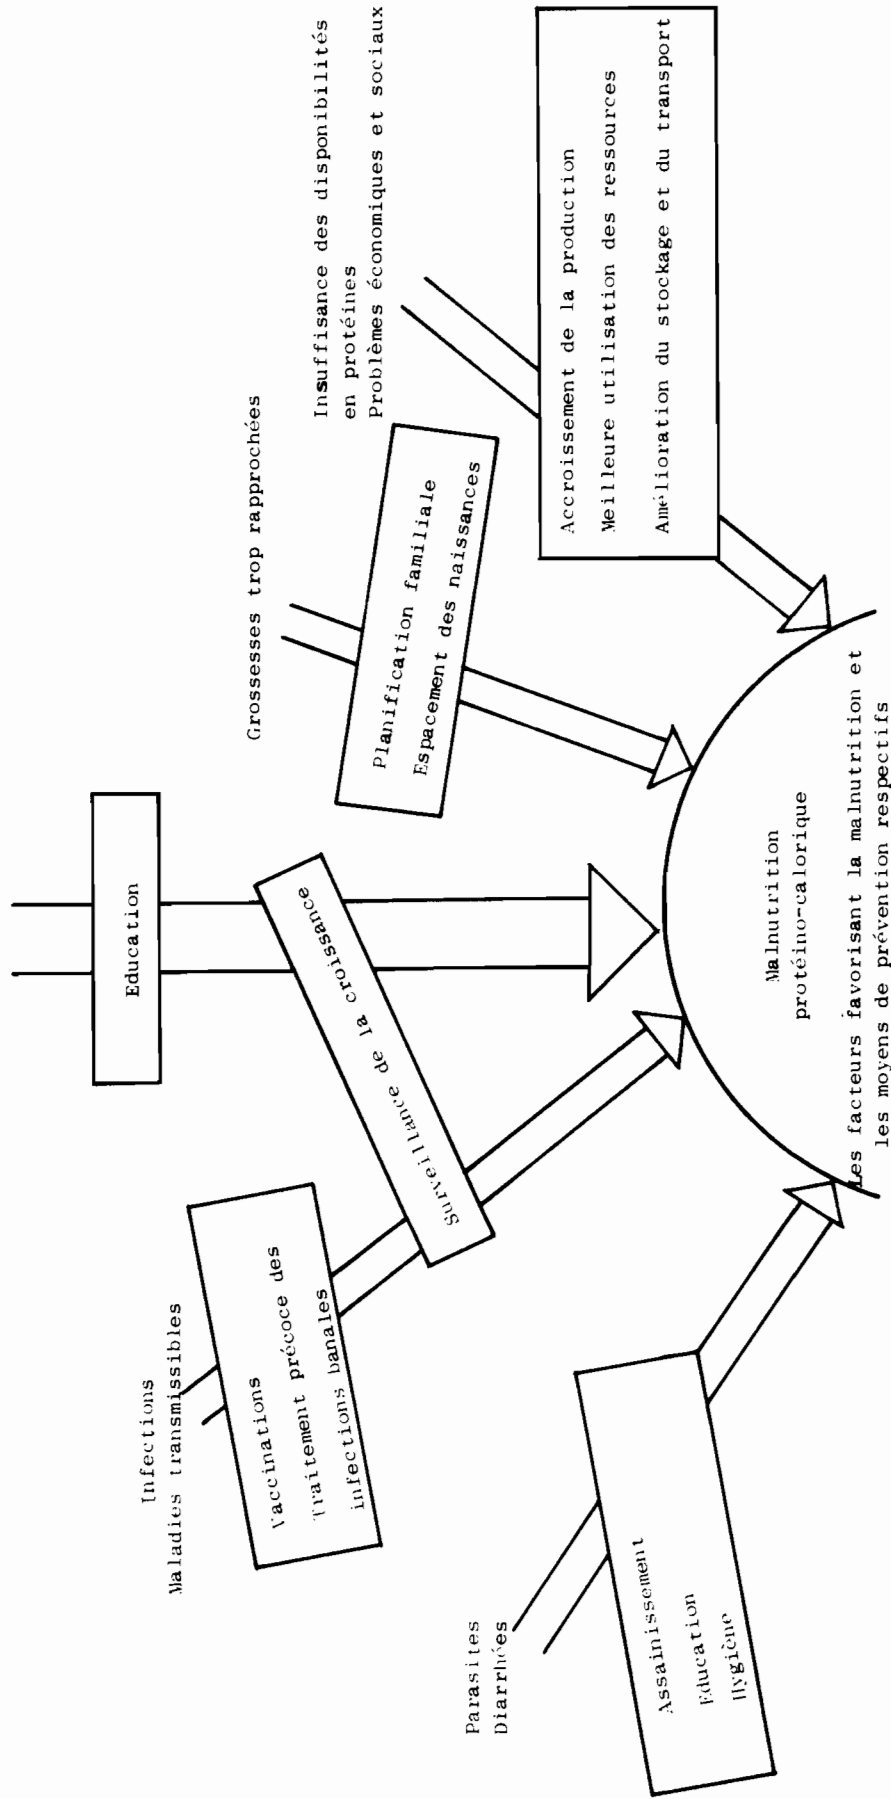 Education
Infections
Maladies transmissibles
Vaccinations
Traitement précoce des
infections banales
Surveillance de la croissance
Parasites
Diarrhées
Assainissement
Education
Hygiène
Grossesses trop rapprochées
Planification familiale
Espacement des naissances
Insuffisance des disponibilités
en protéines
Problèmes économiques et sociaux
Accroissement de la production
Meilleure utilisation des ressources
Amélioration du stockage et du transport
Malnutrition
protéino-calorique
Les facteurs favorisant la malnutrition et
les moyens de prévention respectifs